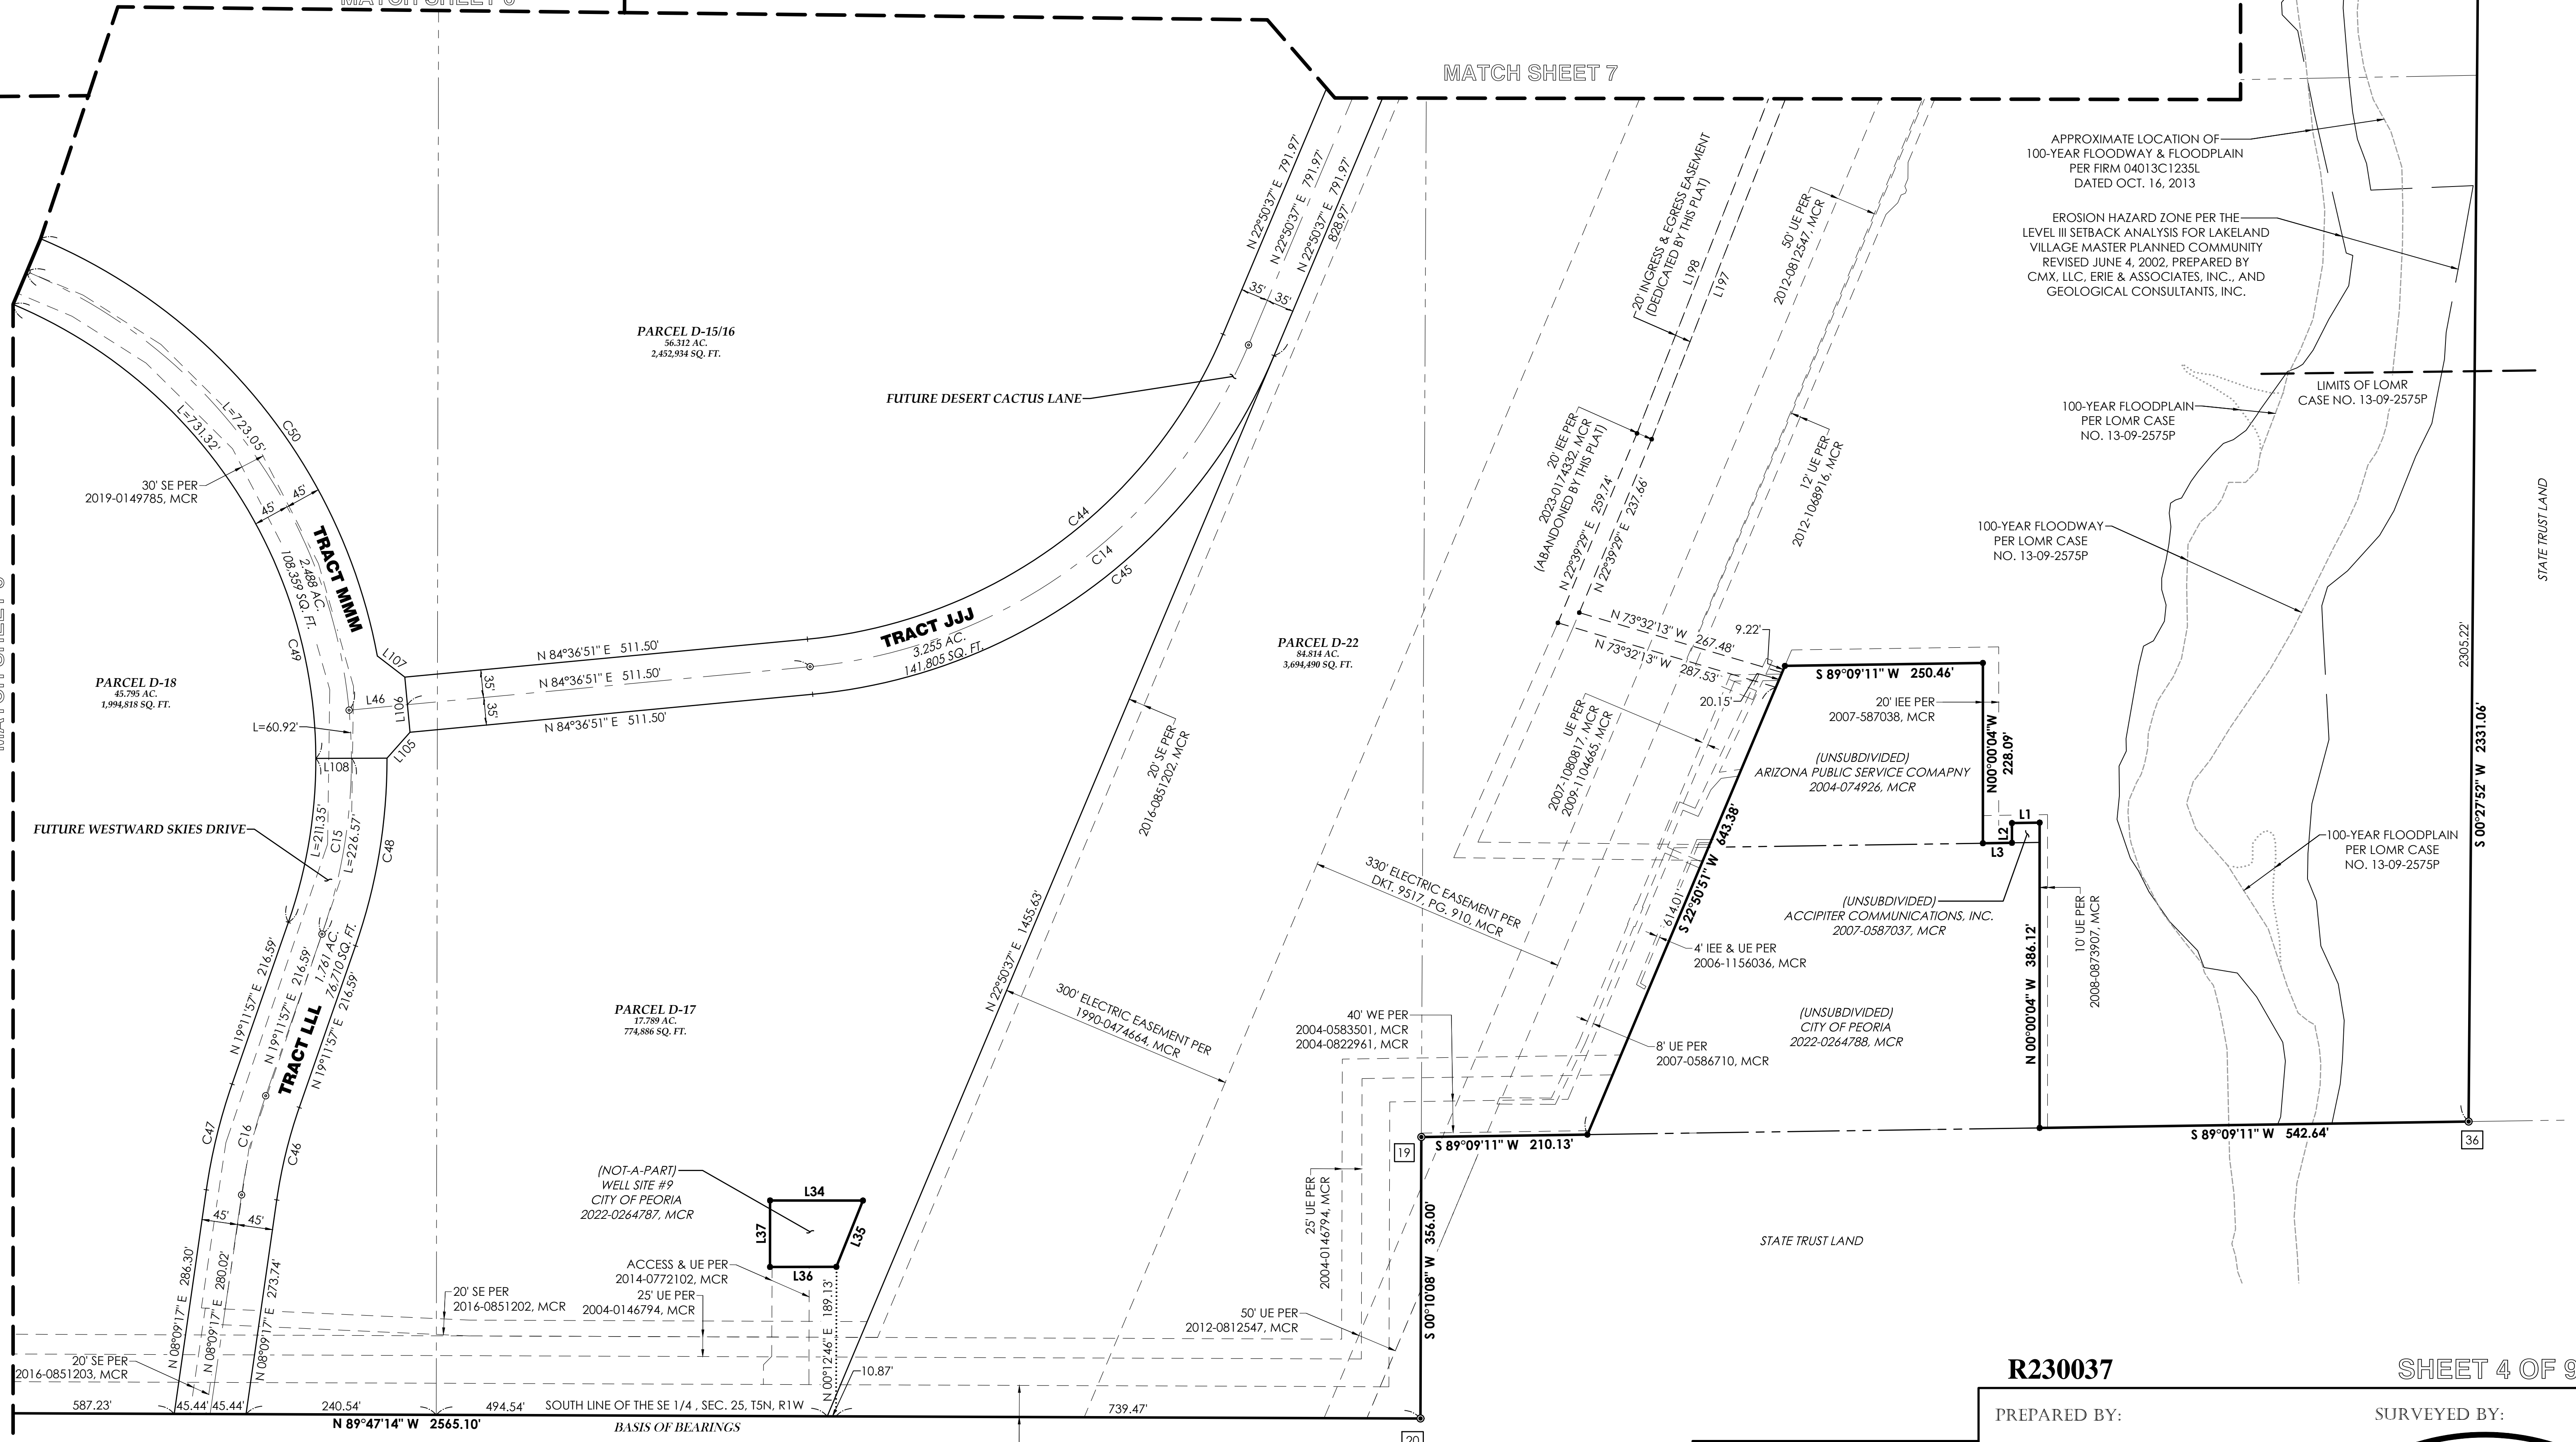 MATCH SHEET 7
APPROXIMATE LOCATION OF
100-YEAR FLOODWAY & FLOODPLAIN
PER FIRM 04013C1235L
DATED OCT. 16, 2013
EROSION HAZARD ZONE PER THE
LEVEL III SETBACK ANALYSIS FOR LAKELAND
VILLAGE MASTER PLANNED COMMUNITY
REVISED JUNE 4, 2002, PREPARED BY
CMX, LLC, ERIE & ASSOCIATES, INC., AND
GEOLOGICAL CONSULTANTS, INC.
N 22°50'37" E 791.97'
N 22°50'37" E 791.97'
N 22°50'37" E 791.97'
828.97'
35'
35'
20' INGRESS & EGRESS EASEMENT
(DEDICATED BY THIS PLAT)
L198
L197
50' UE PER
2012-0812547, MCR
PARCEL D-15/16
56.312 AC.
2,452,934 SQ. FT.
FUTURE DESERT CACTUS LANE
LIMITS OF LOMR
CASE NO. 13-09-2575P
100-YEAR FLOODPLAIN
PER LOMR CASE
NO. 13-09-2575P
C50
L=723.05'
L=731.32'
30' SE PER
2019-0149785, MCR
45'
45'
TRACT MMM
2.488 AC.
108,359 SQ. FT.
C49
20' IEE PER
2023-0174332, MCR
(ABANDONED BY THIS PLAT)
N 22°39'29" E 259.74'
N 22°39'29" E 237.66'
12' UE PER
2012-1068916, MCR
100-YEAR FLOODWAY
PER LOMR CASE
NO. 13-09-2575P
STATE TRUST LAND
C44
C14
C45
TRACT JJJ
3.255 AC.
141,805 SQ. FT.
L107
N 84°36'51" E 511.50'
N 84°36'51" E 511.50'
N 84°36'51" E 511.50'
35'
35'
L46
L106
L105
L=60.92'
L108
PARCEL D-18
45.795 AC.
1,994,818 SQ. FT.
PARCEL D-22
84.814 AC.
3,694,490 SQ. FT.
N 73°32'13" W 267.48'
N 73°32'13" W 287.53'
9.22'
20.15'
S 89°09'11" W 250.46'
20' IEE PER
2007-587038, MCR
N00°00'04"W
228.09'
2305.22'
S 00°27'52" W 2331.06'
UE PER
2007-1080817, MCR
2009-1104665, MCR
20' SE PER
2016-0851202, MCR
(UNSUBDIVIDED)
ARIZONA PUBLIC SERVICE COMAPNY
2004-074926, MCR
L1
L2
L3
FUTURE WESTWARD SKIES DRIVE
L=211.35'
C15
L=226.57'
C48
100-YEAR FLOODPLAIN
PER LOMR CASE
NO. 13-09-2575P
330' ELECTRIC EASEMENT PER
DKT. 9517, PG. 910, MCR
614.01'
S 22°50'51" W 643.38'
(UNSUBDIVIDED)
ACCIPITER COMMUNICATIONS, INC.
2007-0587037, MCR
4' IEE & UE PER
2006-1156036, MCR
10' UE PER
2008-0873907, MCR
N 00°00'04" W 386.12'
N 19°11'57" E 216.59'
N 19°11'57" E 216.59'
N 19°11'57" E 216.59'
TRACT LLL
1.761 AC.
76,710 SQ. FT.
PARCEL D-17
17.789 AC.
774,886 SQ. FT.
N 22°50'37" E 1455.63'
300' ELECTRIC EASEMENT PER
1990-0474664, MCR
40' WE PER
2004-0583501, MCR
2004-0822961, MCR
(UNSUBDIVIDED)
CITY OF PEORIA
2022-0264788, MCR
8' UE PER
2007-0586710, MCR
C47
C16
C46
19
S 89°09'11" W 210.13'
S 89°09'11" W 542.64'
36
(NOT-A-PART)
WELL SITE #9
CITY OF PEORIA
2022-0264787, MCR
L34
L35
L36
L37
25' UE PER
2004-0146794, MCR
S 00°10'08" W 356.00'
STATE TRUST LAND
45'
45'
N 08°09'17" E 286.30'
N 08°09'17" E 280.02'
N 08°09'17" E 273.74'
ACCESS & UE PER
2014-0772102, MCR
25' UE PER
2004-0146794, MCR
20' SE PER
2016-0851202, MCR
50' UE PER
2012-0812547, MCR
N 00°12'46" E 189.13'
10.87'
20' SE PER
2016-0851203, MCR
587.23'
45.44'
45.44'
240.54'
494.54'
SOUTH LINE OF THE SE 1/4 , SEC. 25, T5N, R1W
739.47'
N 89°47'14" W 2565.10'
BASIS OF BEARINGS
20
R230037
SHEET 4 OF 9
PREPARED BY:
SURVEYED BY: